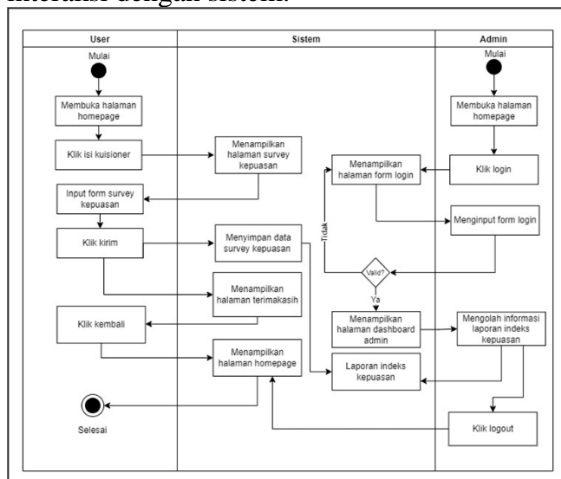 interaksi dengan sistem.
User
Sistem
Admin
Mulai
Membuka halaman
homepage
Klik isi kuisioner
Menampilkan
halaman survey
kepuasan
Input form survey
kepuasan
Klik kirim
Menyimpan data
survey kepuasan
Menampilkan
halaman terimakasih
Klik kembali
Menampilkan
halaman homepage
Selesai
Mulai
Membuka halaman
homepage
Klik login
Menampilkan
halaman form login
Menginput form login
Tidak
Valid?
Ya
Menampilkan
halaman dashboard
admin
Mengolah informasi
laporan indeks
kepuasan
Laporan indeks
kepuasan
Klik logout